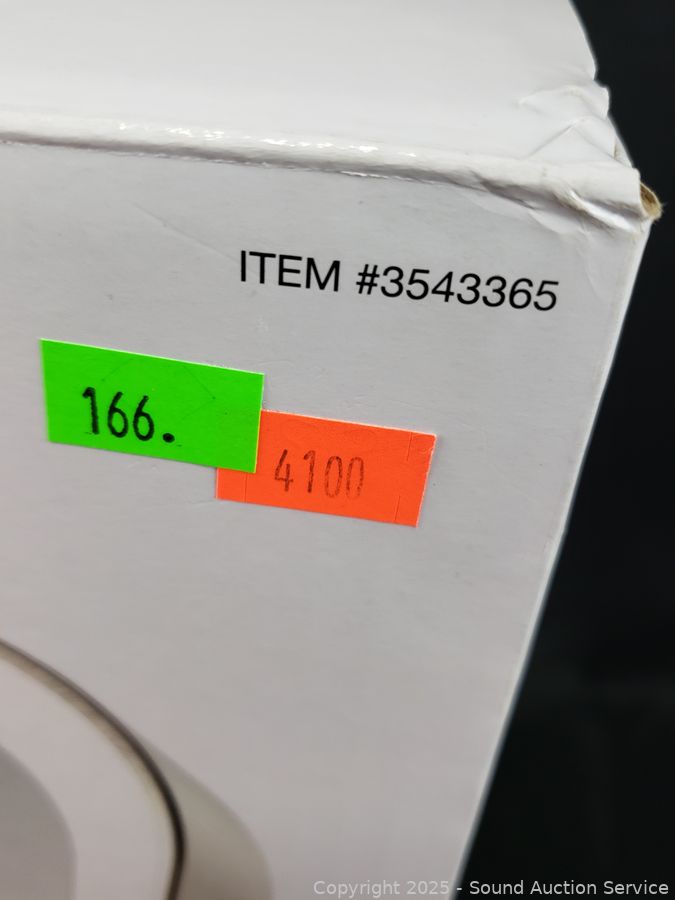 ITEM #3543365
166.
4100
Copyright 2025 - Sound Auction Service